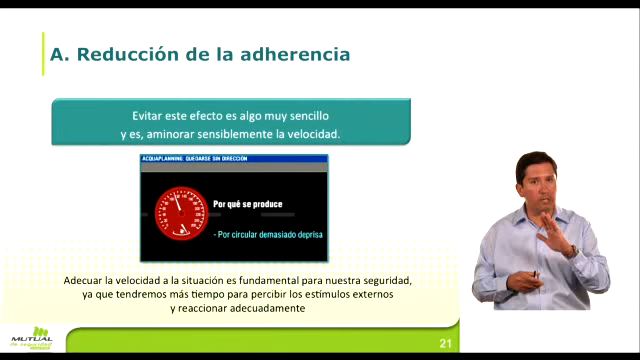 A. Reducción de la adherencia
Evitar este efecto es algo muy sencillo
y es, aminorar sensiblemente la velocidad.
ACQUAPLANNING: QUEDARSE SIN DIRECCIÓN
Por qué se produce
- Por circular demasiado deprisa
Adecuar la velocidad a la situación es fundamental para nuestra seguridad,
ya que tendremos más tiempo para percibir los estímulos externos
y reaccionar adecuadamente
MUTUAL
de seguridad
21